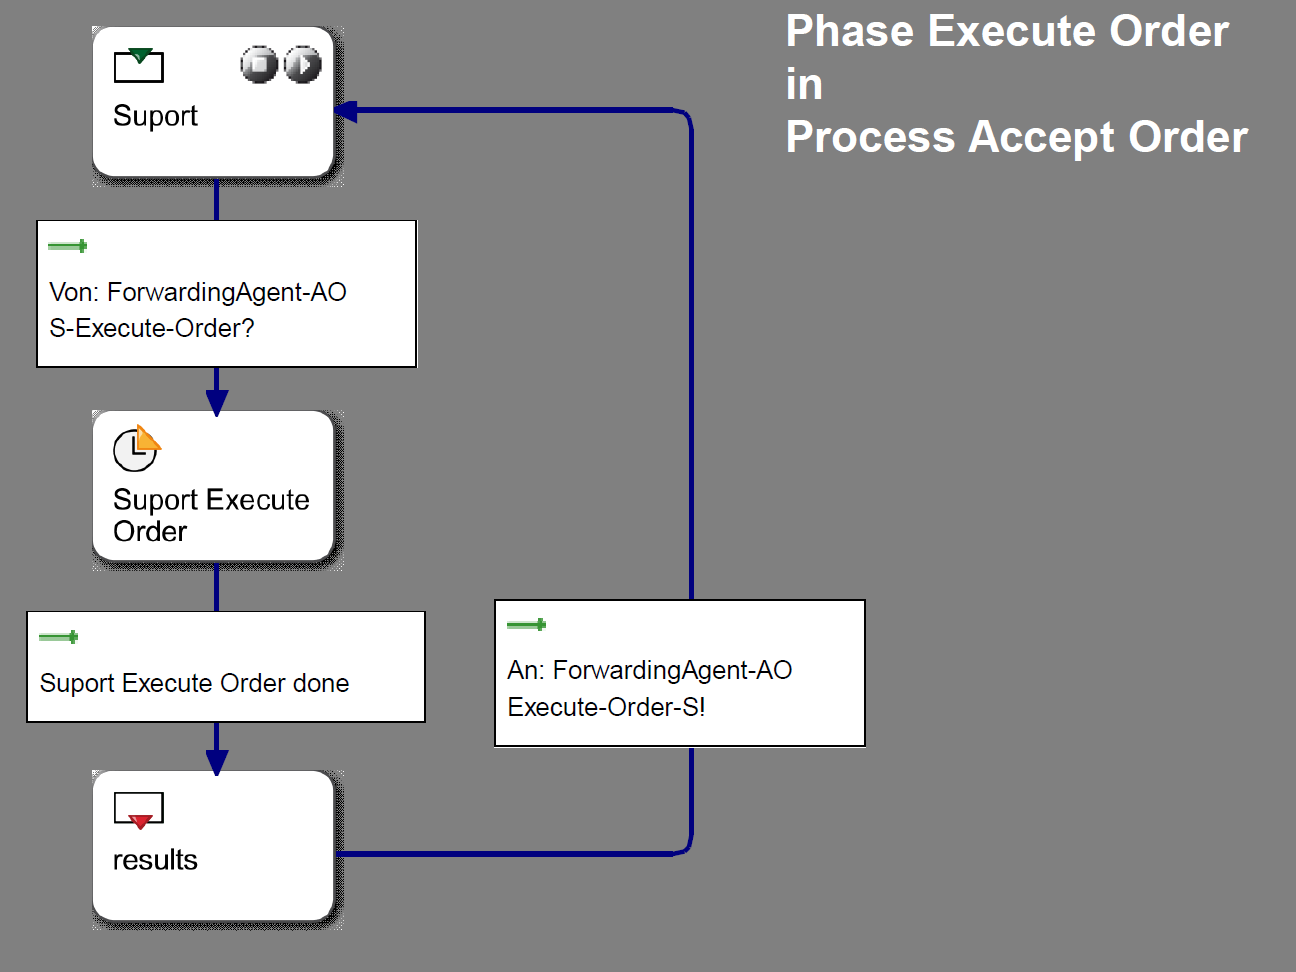 Phase Execute Order
in
Process Accept Order
Suport
Von: ForwardingAgent-AO
S-Execute-Order?
Suport Execute
Order
Suport Execute Order done
An: ForwardingAgent-AO
Execute-Order-S!
results